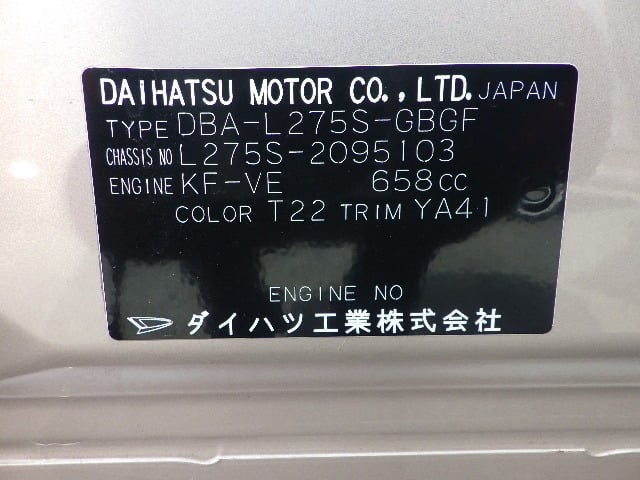 DAIHATSU MOTOR CO., LTD. JAPAN
TYPE DBA-L275S-GBGF
CHASSIS NO L275S-2095103
ENGINE KF-VE 658CC
COLOR T22 TRIM YA41
ENGINE NO
ダイハツ工業株式会社